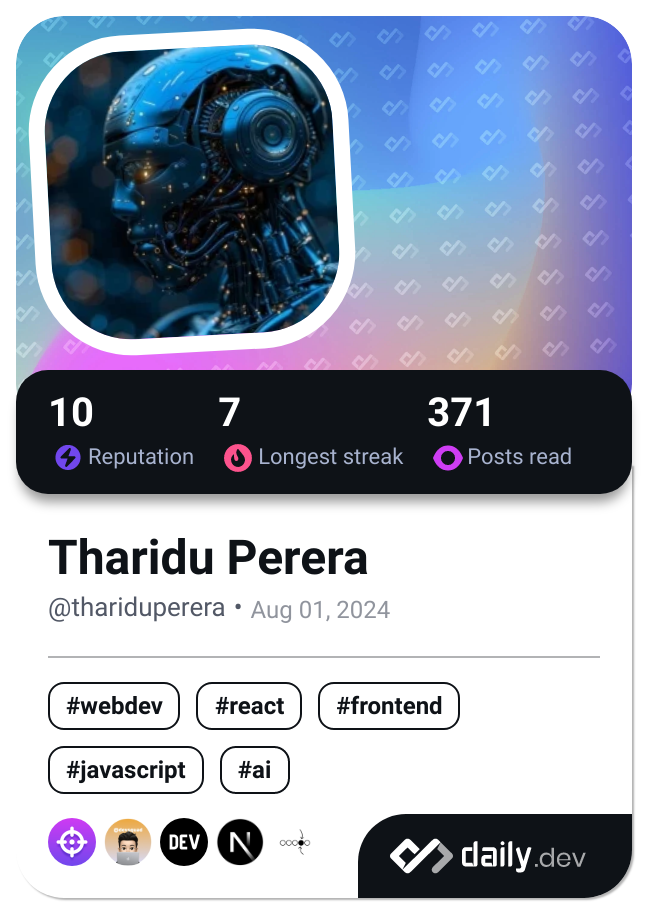 10 7 371
Reputation Longest streak Posts read
Tharidu Perera
@thariduperera • Aug 01, 2024
#webdev #react #frontend
#javascript #ai
DEV N
daily.dev